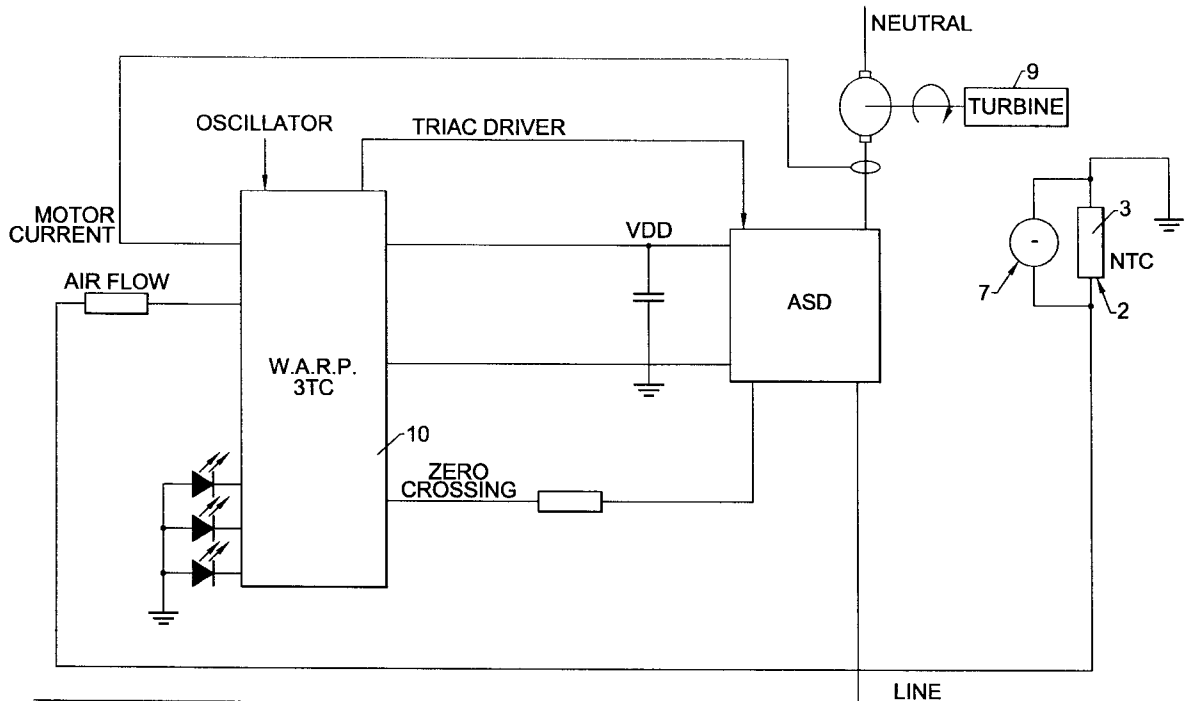 NEUTRAL
9
TURBINE
OSCILLATOR
TRIAC DRIVER
MOTOR
CURRENT
VDD
3
NTC
7
2
AIR FLOW
ASD
W.A.R.P.
3TC
10
ZERO
CROSSING
LINE